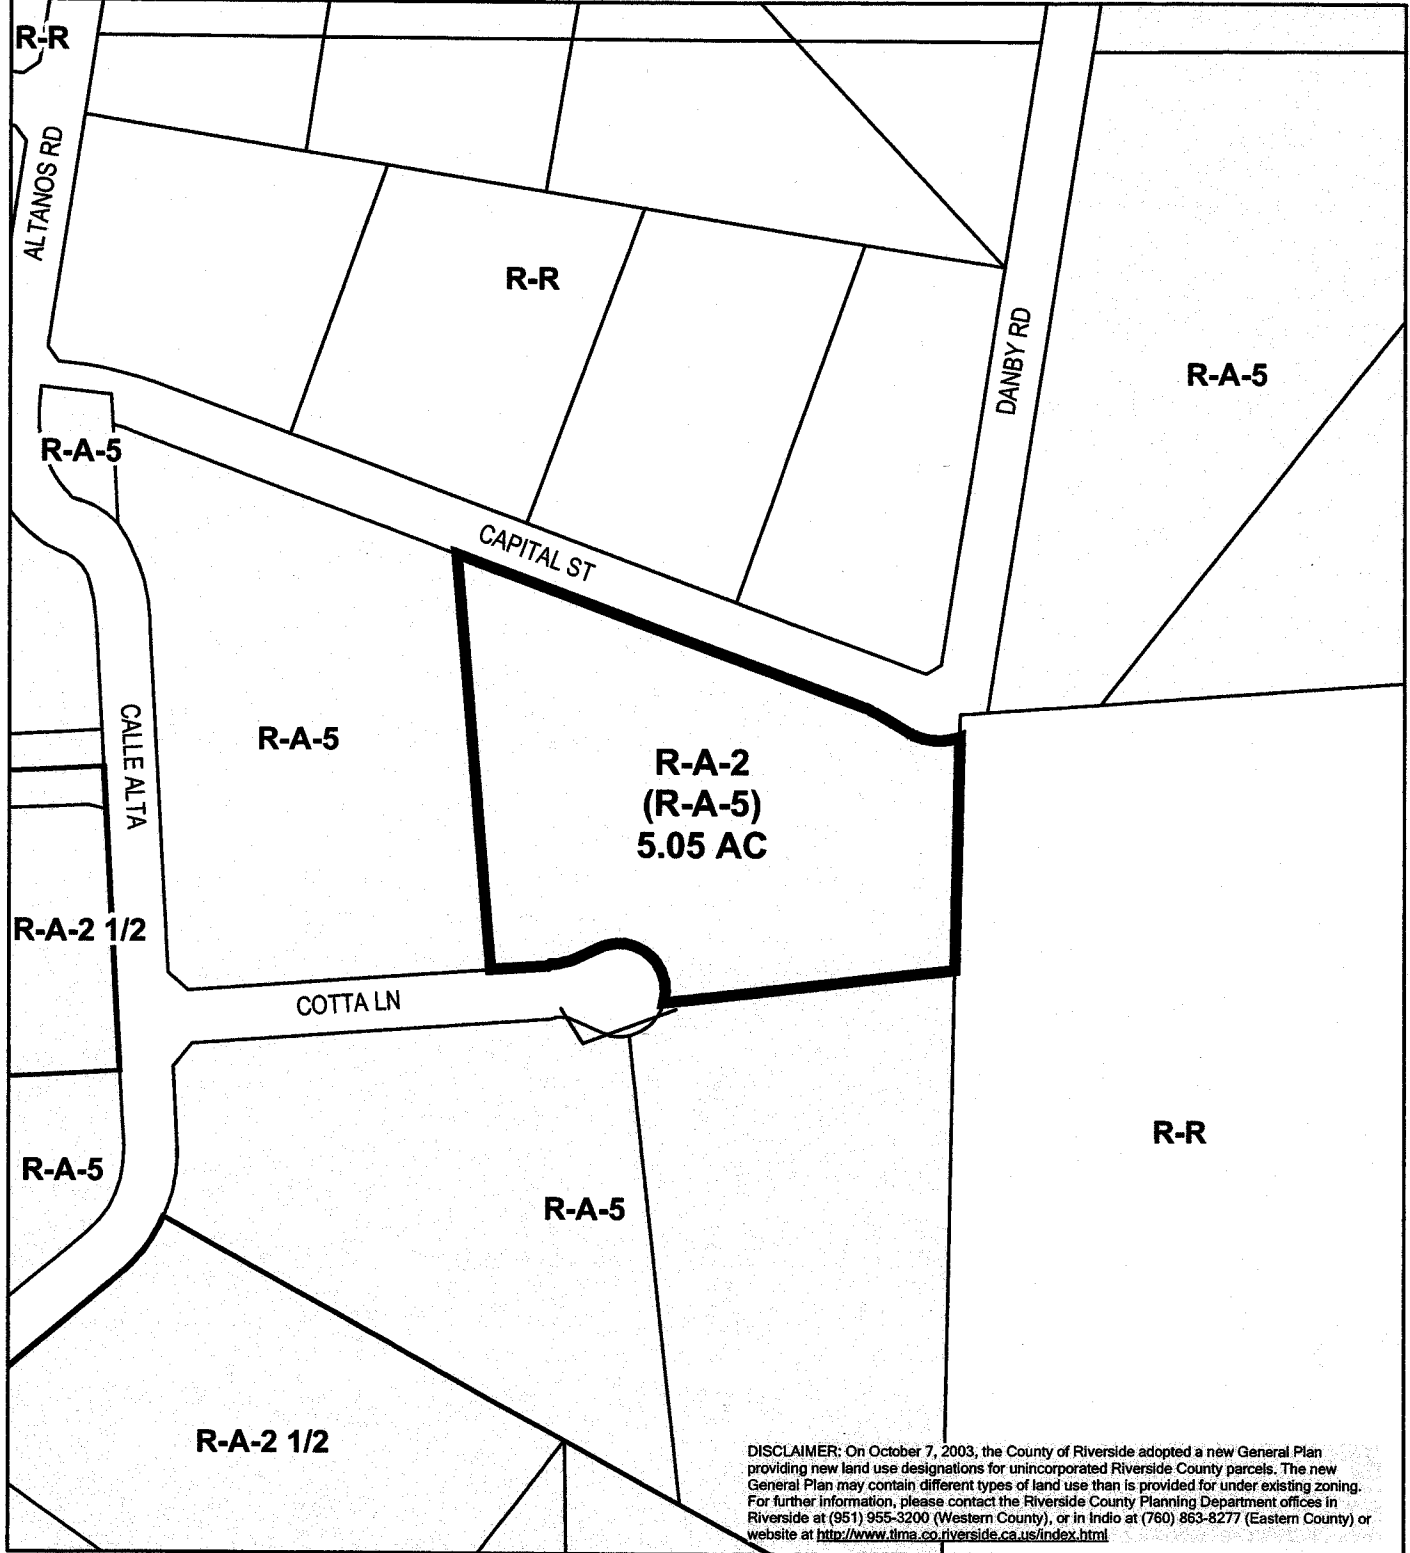 R-R
ALTANOS RD
R-R
DANBY RD
R-A-5
R-A-5
CAPITAL ST
R-A-5
CALLE ALTA
R-A-2
(R-A-5)
5.05 AC
R-A-2 1/2
COTTA LN
R-R
R-A-5
R-A-5
R-A-2 1/2
DISCLAIMER: On October 7, 2003, the County of Riverside adopted a new General Plan
providing new land use designations for unincorporated Riverside County parcels. The new
General Plan may contain different types of land use than is provided for under existing zoning.
For further information, please contact the Riverside County Planning Department offices in
Riverside at (951) 955-3200 (Western County), or in Indio at (760) 863-8277 (Eastern County) or
website at http://www.tlma.co.riverside.ca.us/index.html